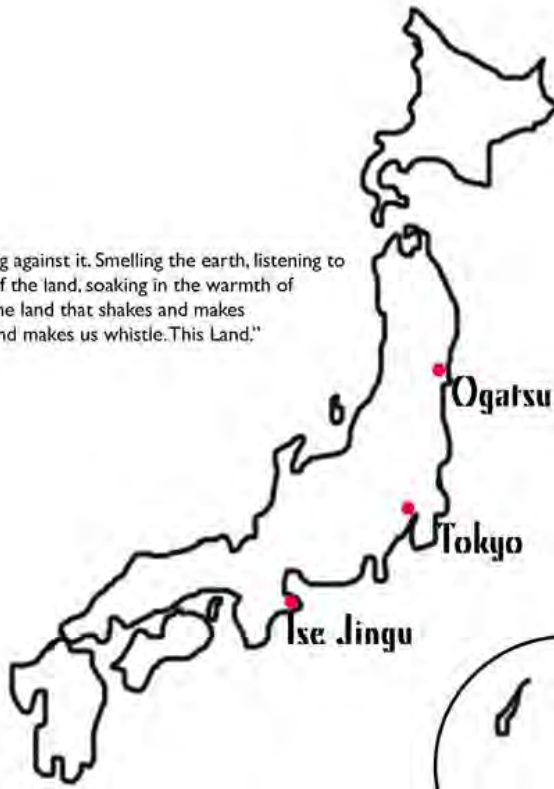 g against it. Smelling the earth, listening to
f the land, soaking in the warmth of
he land that shakes and makes
nd makes us whistle. This Land."
Ogatsu
Tokyo
Ise Jingu